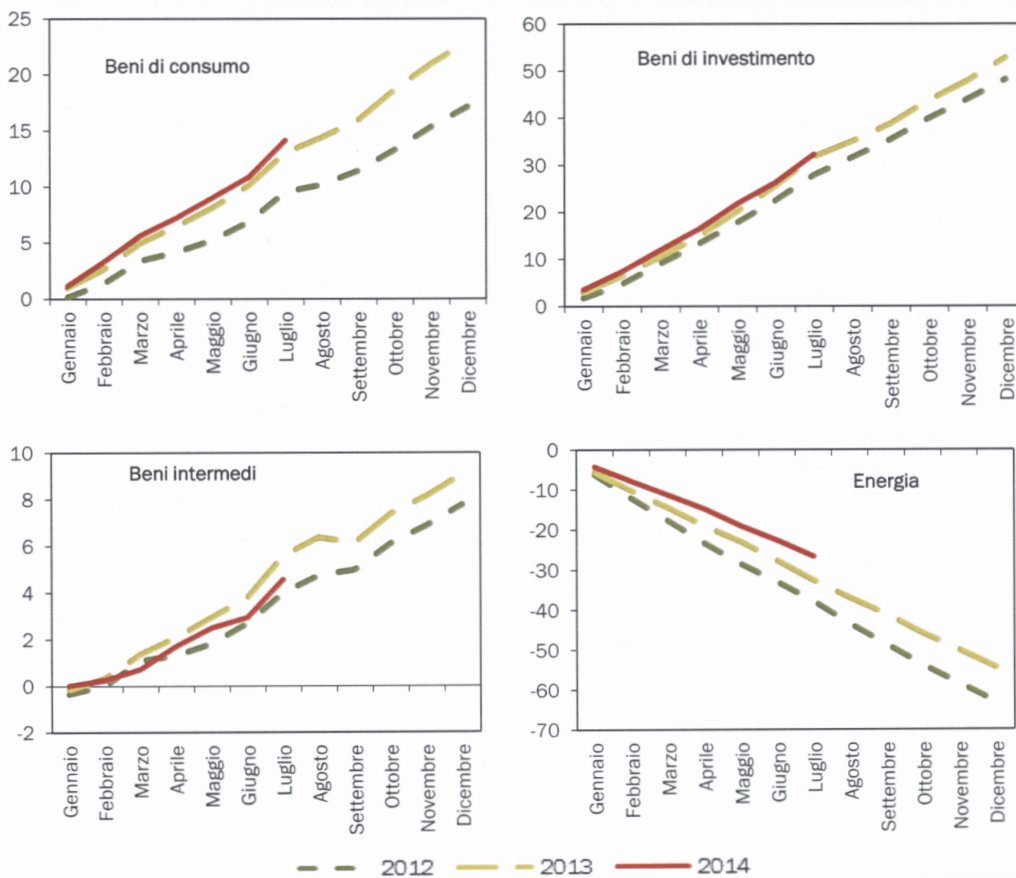 Beni di consumo
25
20
15
10
5
0
Gennaio
Febbraio
Marzo
Aprile
Maggio
Giugno
Luglio
Agosto
Settembre
Ottobre
Novembre
Dicembre
Beni di investimento
60
50
40
30
20
10
0
Gennaio
Febbraio
Marzo
Aprile
Maggio
Giugno
Luglio
Agosto
Settembre
Ottobre
Novembre
Dicembre
Beni intermedi
10
8
6
4
2
0
-2
Gennaio
Febbraio
Marzo
Aprile
Maggio
Giugno
Luglio
Agosto
Settembre
Ottobre
Novembre
Dicembre
Energia
0
-10
-20
-30
-40
-50
-60
-70
Gennaio
Febbraio
Marzo
Aprile
Maggio
Giugno
Luglio
Agosto
Settembre
Ottobre
Novembre
Dicembre
2012 2013 2014